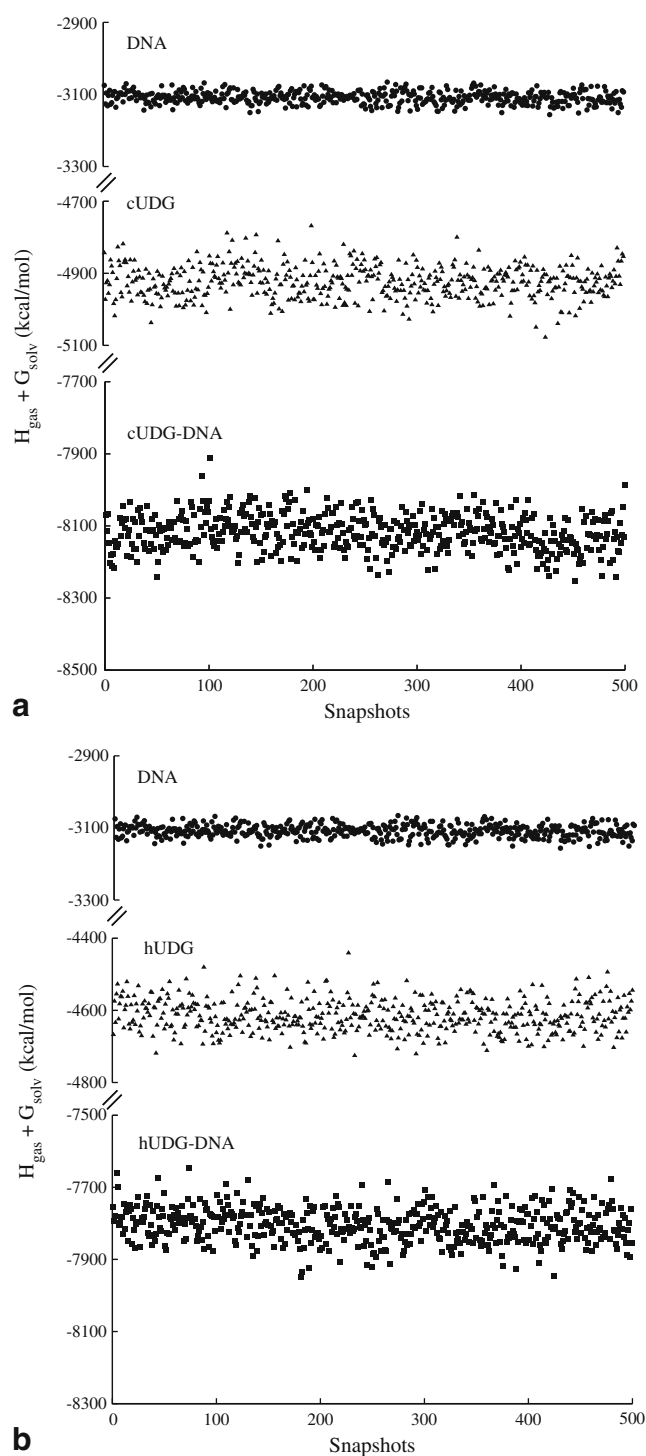 -2900
DNA
-3100
-3300
-4700
cUDG
-4900
-5100
H_gas + G_solv (kcal/mol)
-7700
-7900
cUDG-DNA
-8100
-8300
-8500
0 100 200 300 400 500
Snapshots
a
-2900
DNA
-3100
-3300
-4400
hUDG
-4600
-4800
H_gas + G_solv (kcal/mol)
-7500
hUDG-DNA
-7700
-7900
-8100
-8300
0 100 200 300 400 500
Snapshots
b